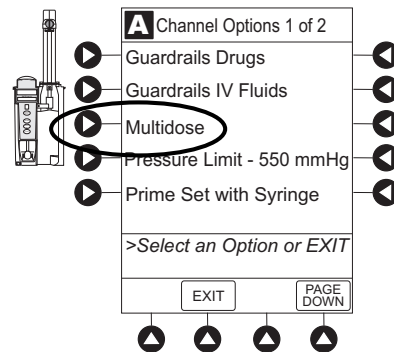 A Channel Options 1 of 2
Guardrails Drugs
Guardrails IV Fluids
Multidose
Pressure Limit - 550 mmHg
Prime Set with Syringe
>Select an Option or EXIT
EXIT
PAGE
DOWN